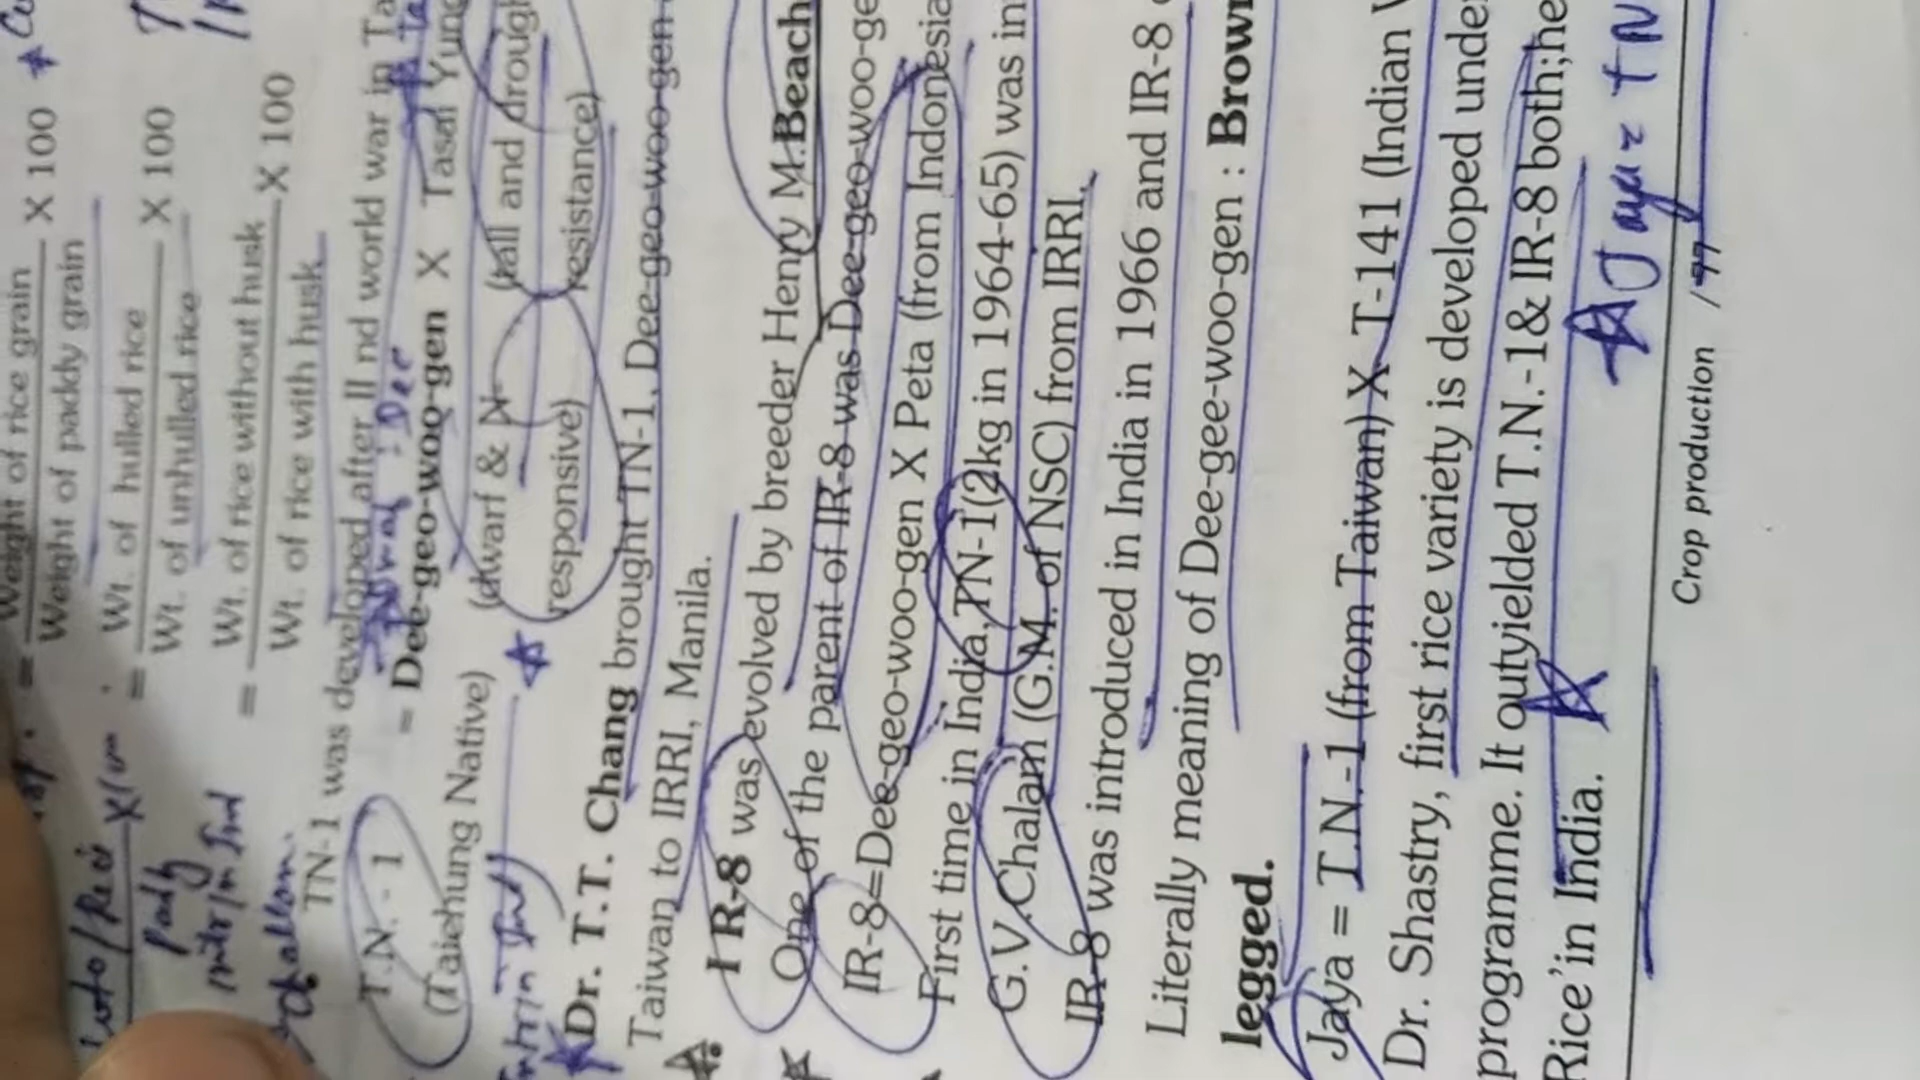 = Weight of rice grain X 100
Weight of paddy grain
= Wt. of hulled rice X 100
Wt. of unhulled rice
= Wt. of rice without husk X 100
Wt. of rice with husk
TN-1 was developed after II nd world war in Ta
T.N. - 1 = Dee-geo-woo-gen X Tasai Yung
(Taiehung Native) (dwarf & N- (tall and drough
responsive) resistance)
Dr. T.T. Chang brought TN-1, Dee-geo-woo-gen
Taiwan to IRRI, Manila.
I R-8 was evolved by breeder Henry M.Beach
One of the parent of IR-8 was Dee-geo-woo-ge
IR-8=Dee-geo-woo-gen X Peta (from Indonesia
First time in India,TN-1(2kg in 1964-65) was in
G.V.Chalam (G.M. of NSC) from IRRI.
IR-8 was introduced in India in 1966 and IR-8
Literally meaning of Dee-gee-woo-gen : Brown
legged.
Jaya = T.N.-1 (from Taiwan) X T-141 (Indian
Dr. Shastry, first rice variety is developed unde
programme. It outyielded T.N.-1& IR-8 both;he
Rice'in India.
Jaya = TN
Crop production /77